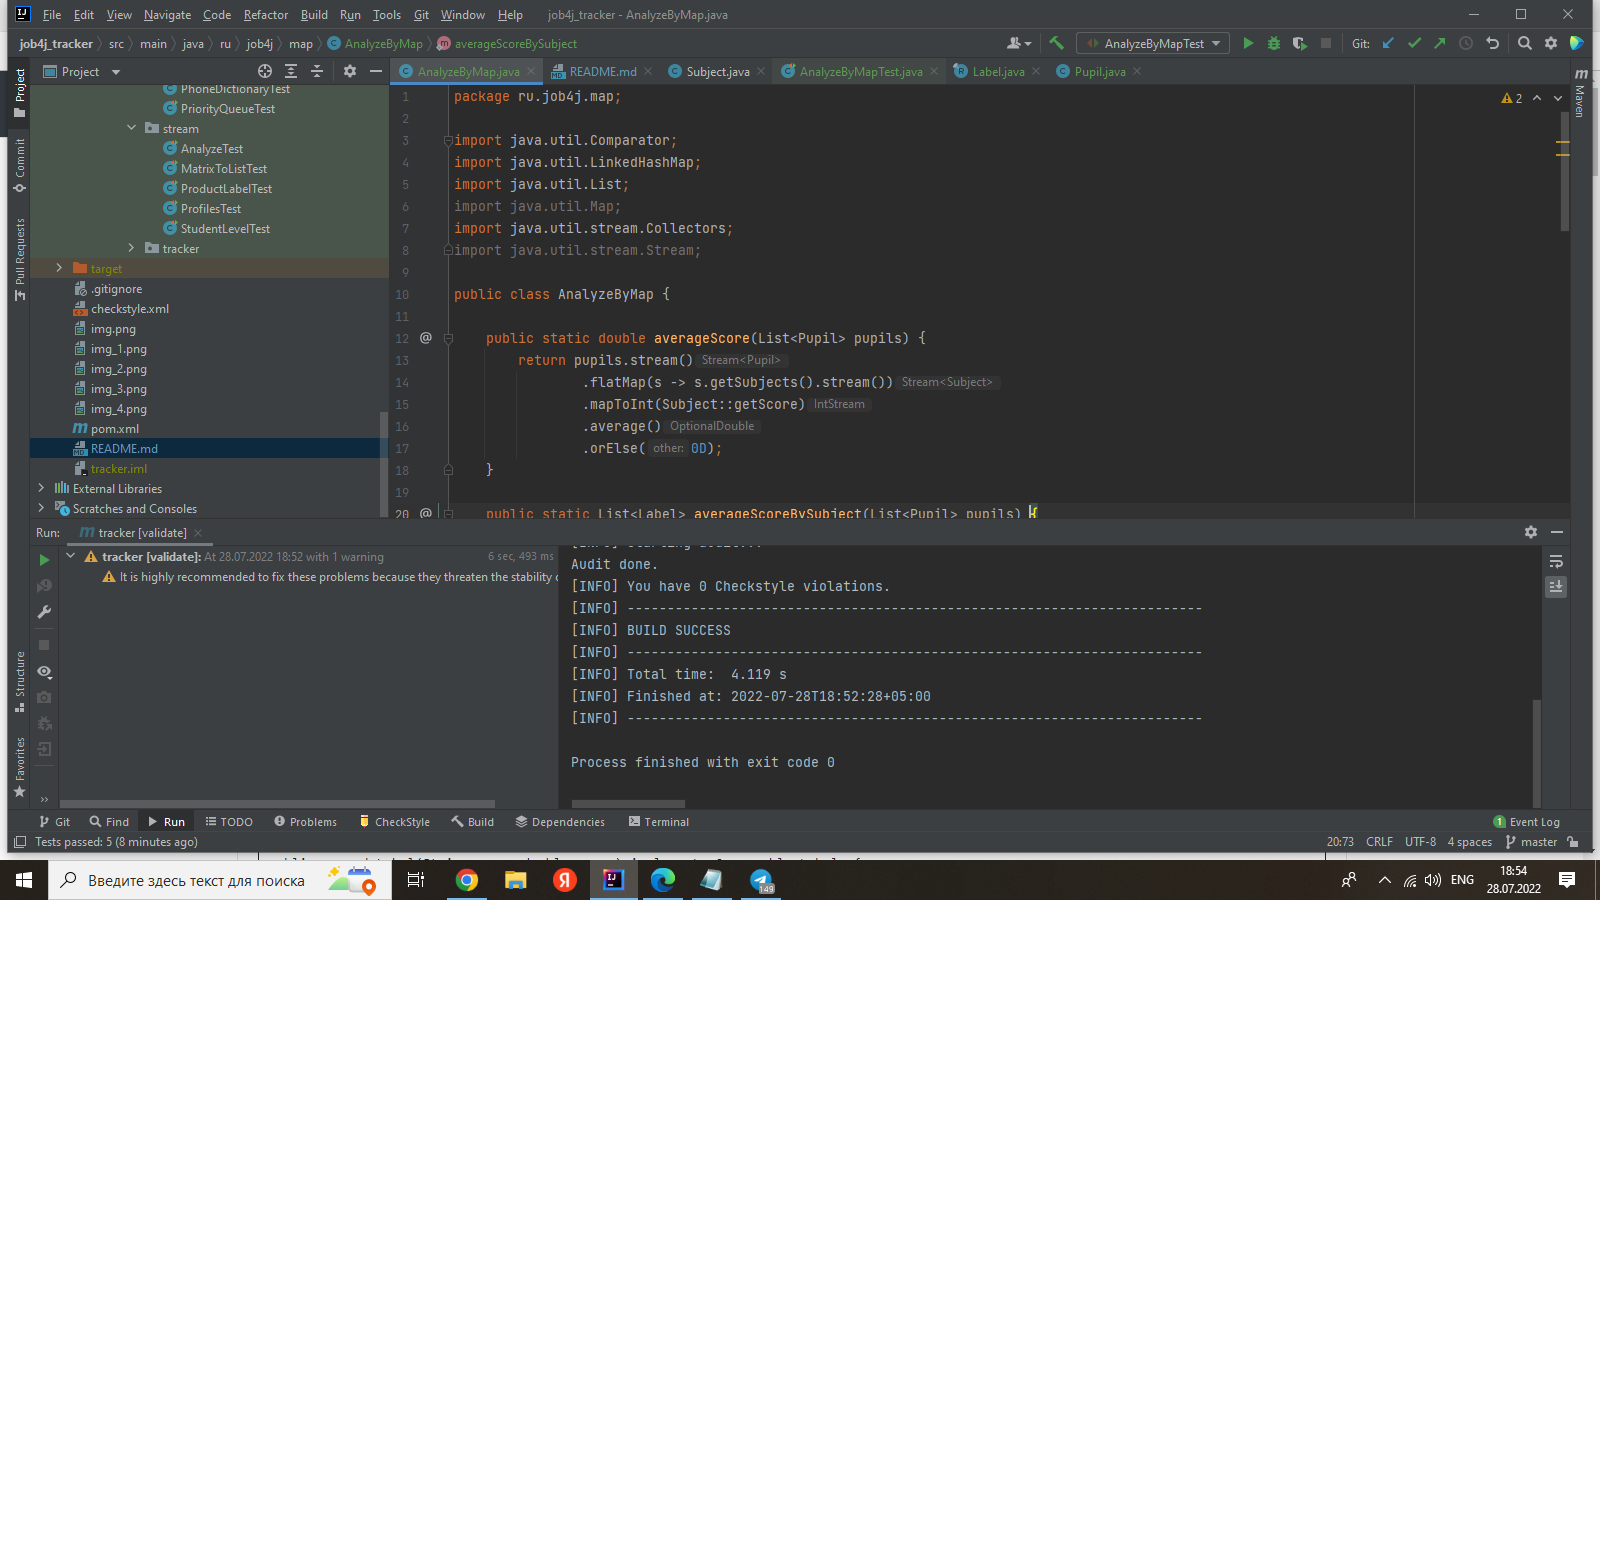 File Edit View Navigate Code Refactor Build Run Tools Git Window Help job4j_tracker - AnalyzeByMap.java
job4j_tracker src main java ru job4j map AnalyzeByMap averageScoreBySubject AnalyzeByMapTest Git:
Project AnalyzeByMap.java README.md Subject.java AnalyzeByMapTest.java Label.java Pupil.java
Project
Commit
Pull Requests
Structure
Favorites
Maven
PhoneDictionaryTest
PriorityQueueTest
stream
AnalyzeTest
MatrixToListTest
ProductLabelTest
ProfilesTest
StudentLevelTest
tracker
target
.gitignore
checkstyle.xml
img.png
img_1.png
img_2.png
img_3.png
img_4.png
pom.xml
README.md
tracker.iml
External Libraries
Scratches and Consoles
2
1 package ru.job4j.map;
2
3 import java.util.Comparator;
4 import java.util.LinkedHashMap;
5 import java.util.List;
6 import java.util.Map;
7 import java.util.stream.Collectors;
8 import java.util.stream.Stream;
9
10 public class AnalyzeByMap {
11
12 @ public static double averageScore(List<Pupil> pupils) {
13 return pupils.stream() Stream<Pupil>
14 .flatMap(s -> s.getSubjects().stream()) Stream<Subject>
15 .mapToInt(Subject::getScore) IntStream
16 .average() OptionalDouble
17 .orElse( other: 0D);
18 }
19
20 @ public static List<Label> averageScoreBySubject(List<Pupil> pupils) {
Run: tracker [validate]
tracker [validate]: At 28.07.2022 18:52 with 1 warning 6 sec, 493 ms
It is highly recommended to fix these problems because they threaten the stability o
[INFO] Starting audit...
Audit done.
[INFO] You have 0 Checkstyle violations.
[INFO] ------------------------------------------------------------------------
[INFO] BUILD SUCCESS
[INFO] ------------------------------------------------------------------------
[INFO] Total time:  4.119 s
[INFO] Finished at: 2022-07-28T18:52:28+05:00
[INFO] ------------------------------------------------------------------------
Process finished with exit code 0
Git Find Run TODO Problems CheckStyle Build Dependencies Terminal 1 Event Log
Tests passed: 5 (8 minutes ago) 20:73 CRLF UTF-8 4 spaces master
Введите здесь текст для поиска Я 149 ENG 18:54
28.07.2022